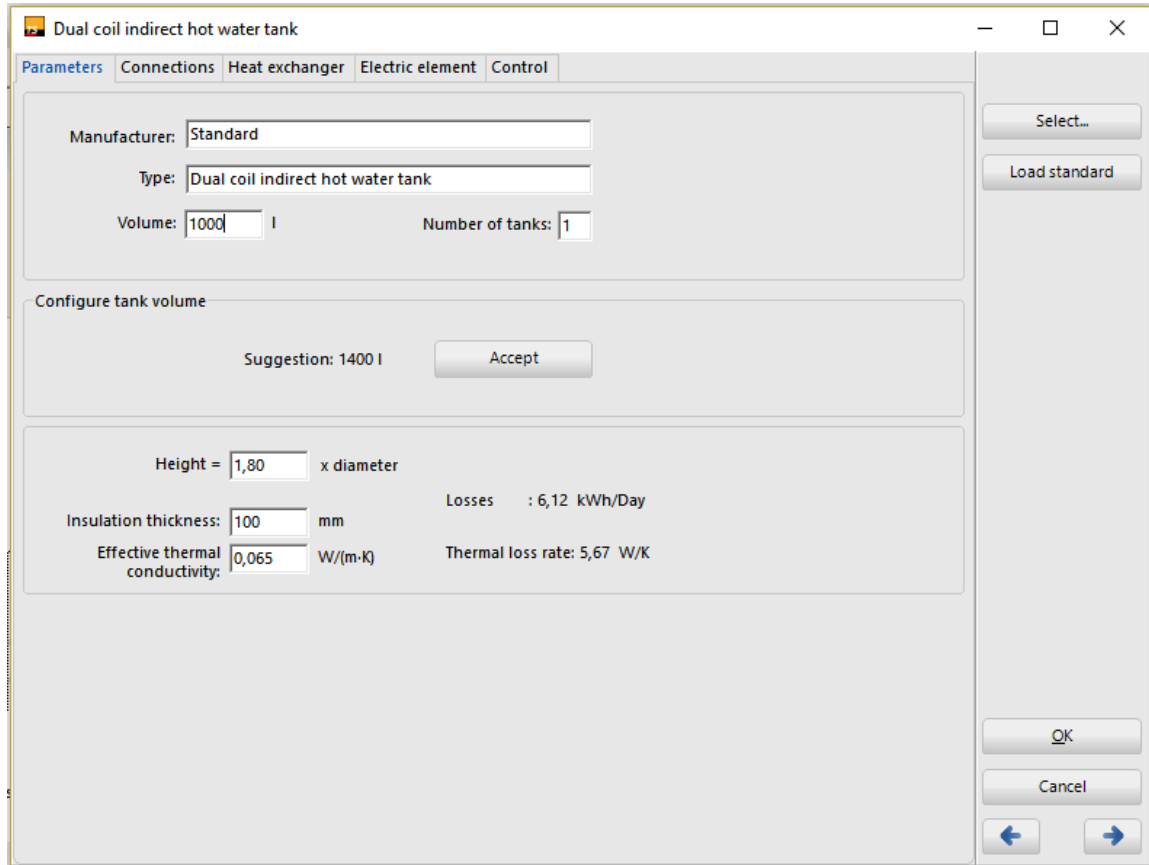 TS Dual coil indirect hot water tank
Parameters Connections Heat exchanger Electric element Control
Manufacturer: Standard
Type: Dual coil indirect hot water tank
Volume: 1000 l Number of tanks: 1
Configure tank volume
Suggestion: 1400 l Accept
Height = 1,80 x diameter
Losses : 6,12 kWh/Day
Insulation thickness: 100 mm
Effective thermal
conductivity: 0,065 W/(m·K) Thermal loss rate: 5,67 W/K
Select...
Load standard
OK
Cancel